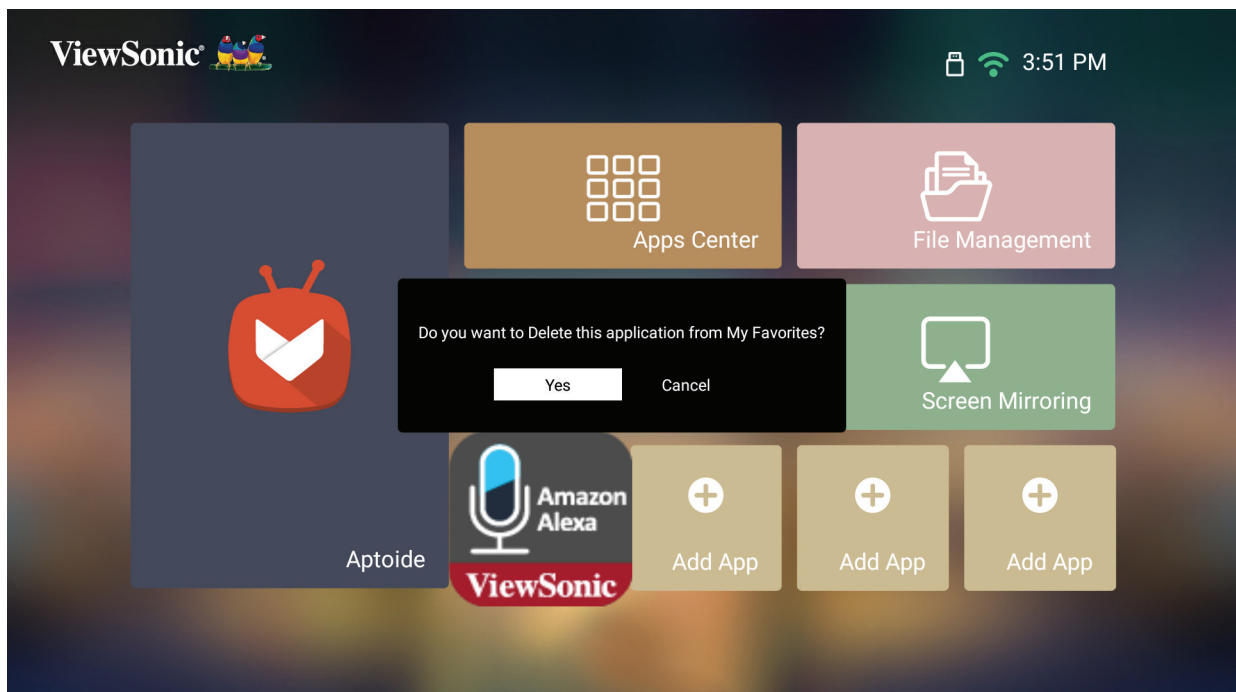 ViewSonic®
3:51 PM
Apps Center
File Management
Do you want to Delete this application from My Favorites?
Yes
Cancel
Screen Mirroring
Aptoide
Amazon
Alexa
ViewSonic
Add App
Add App
Add App